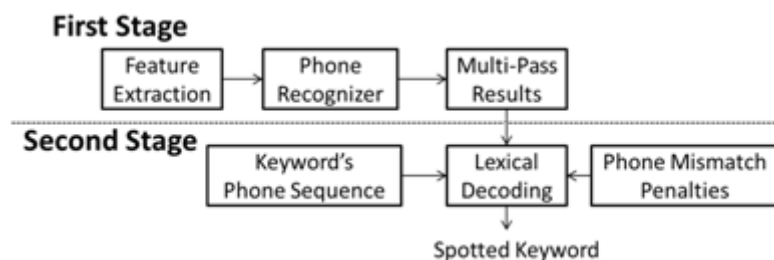 First Stage
Feature
Extraction
Phone
Recognizer
Multi-Pass
Results
Second Stage
Keyword's
Phone Sequence
Lexical
Decoding
Phone Mismatch
Penalties
Spotted Keyword